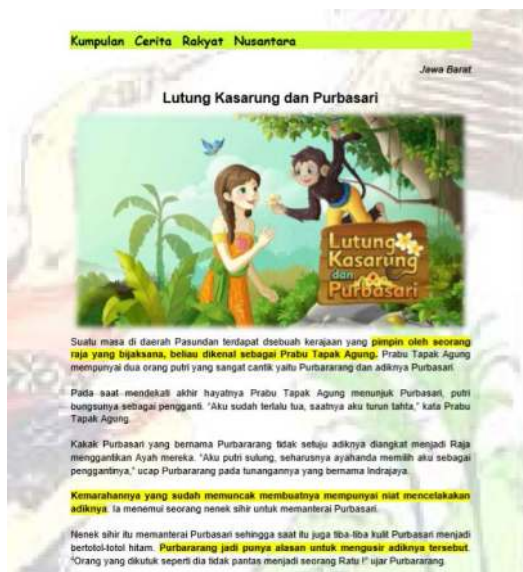 Kumpulan Cerita Rakyat Nusantara
Jawa Barat
Lutung Kasarung dan Purbasari
Lutung
Kasarung
dan
Purbasari
Suatu masa di daerah Pasundan terdapat dsebuah kerajaan yang pimpin oleh seorang
raja yang bijaksana, beliau dikenal sebagai Prabu Tapak Agung. Prabu Tapak Agung
mempunyai dua orang putri yang sangat cantik yaitu Purbararang dan adiknya Purbasari.
Pada saat mendekati akhir hayatnya Prabu Tapak Agung menunjuk Purbasari, putri
bungsunya sebagai pengganti. “Aku sudah terlalu tua, saatnya aku turun tahta,” kata Prabu
Tapak Agung.
Kakak Purbasari yang bernama Purbararang tidak setuju adiknya diangkat menjadi Raja
menggantikan Ayah mereka. “Aku putri sulung, seharusnya ayahanda memilih aku sebagai
penggantinya,” ucap Purbararang pada tunangannya yang bernama Indrajaya.
Kemarahannya yang sudah memuncak membuatnya mempunyai niat mencelakakan
adiknya. Ia menemui seorang nenek sihir untuk memanterai Purbasari.
Nenek sihir itu memanterai Purbasari sehingga saat itu juga tiba-tiba kulit Purbasari menjadi
bertotol-totol hitam. Purbararang jadi punya alasan untuk mengusir adiknya tersebut.
“Orang yang dikutuk seperti dia tidak pantas menjadi seorang Ratu !” ujar Purbararang.